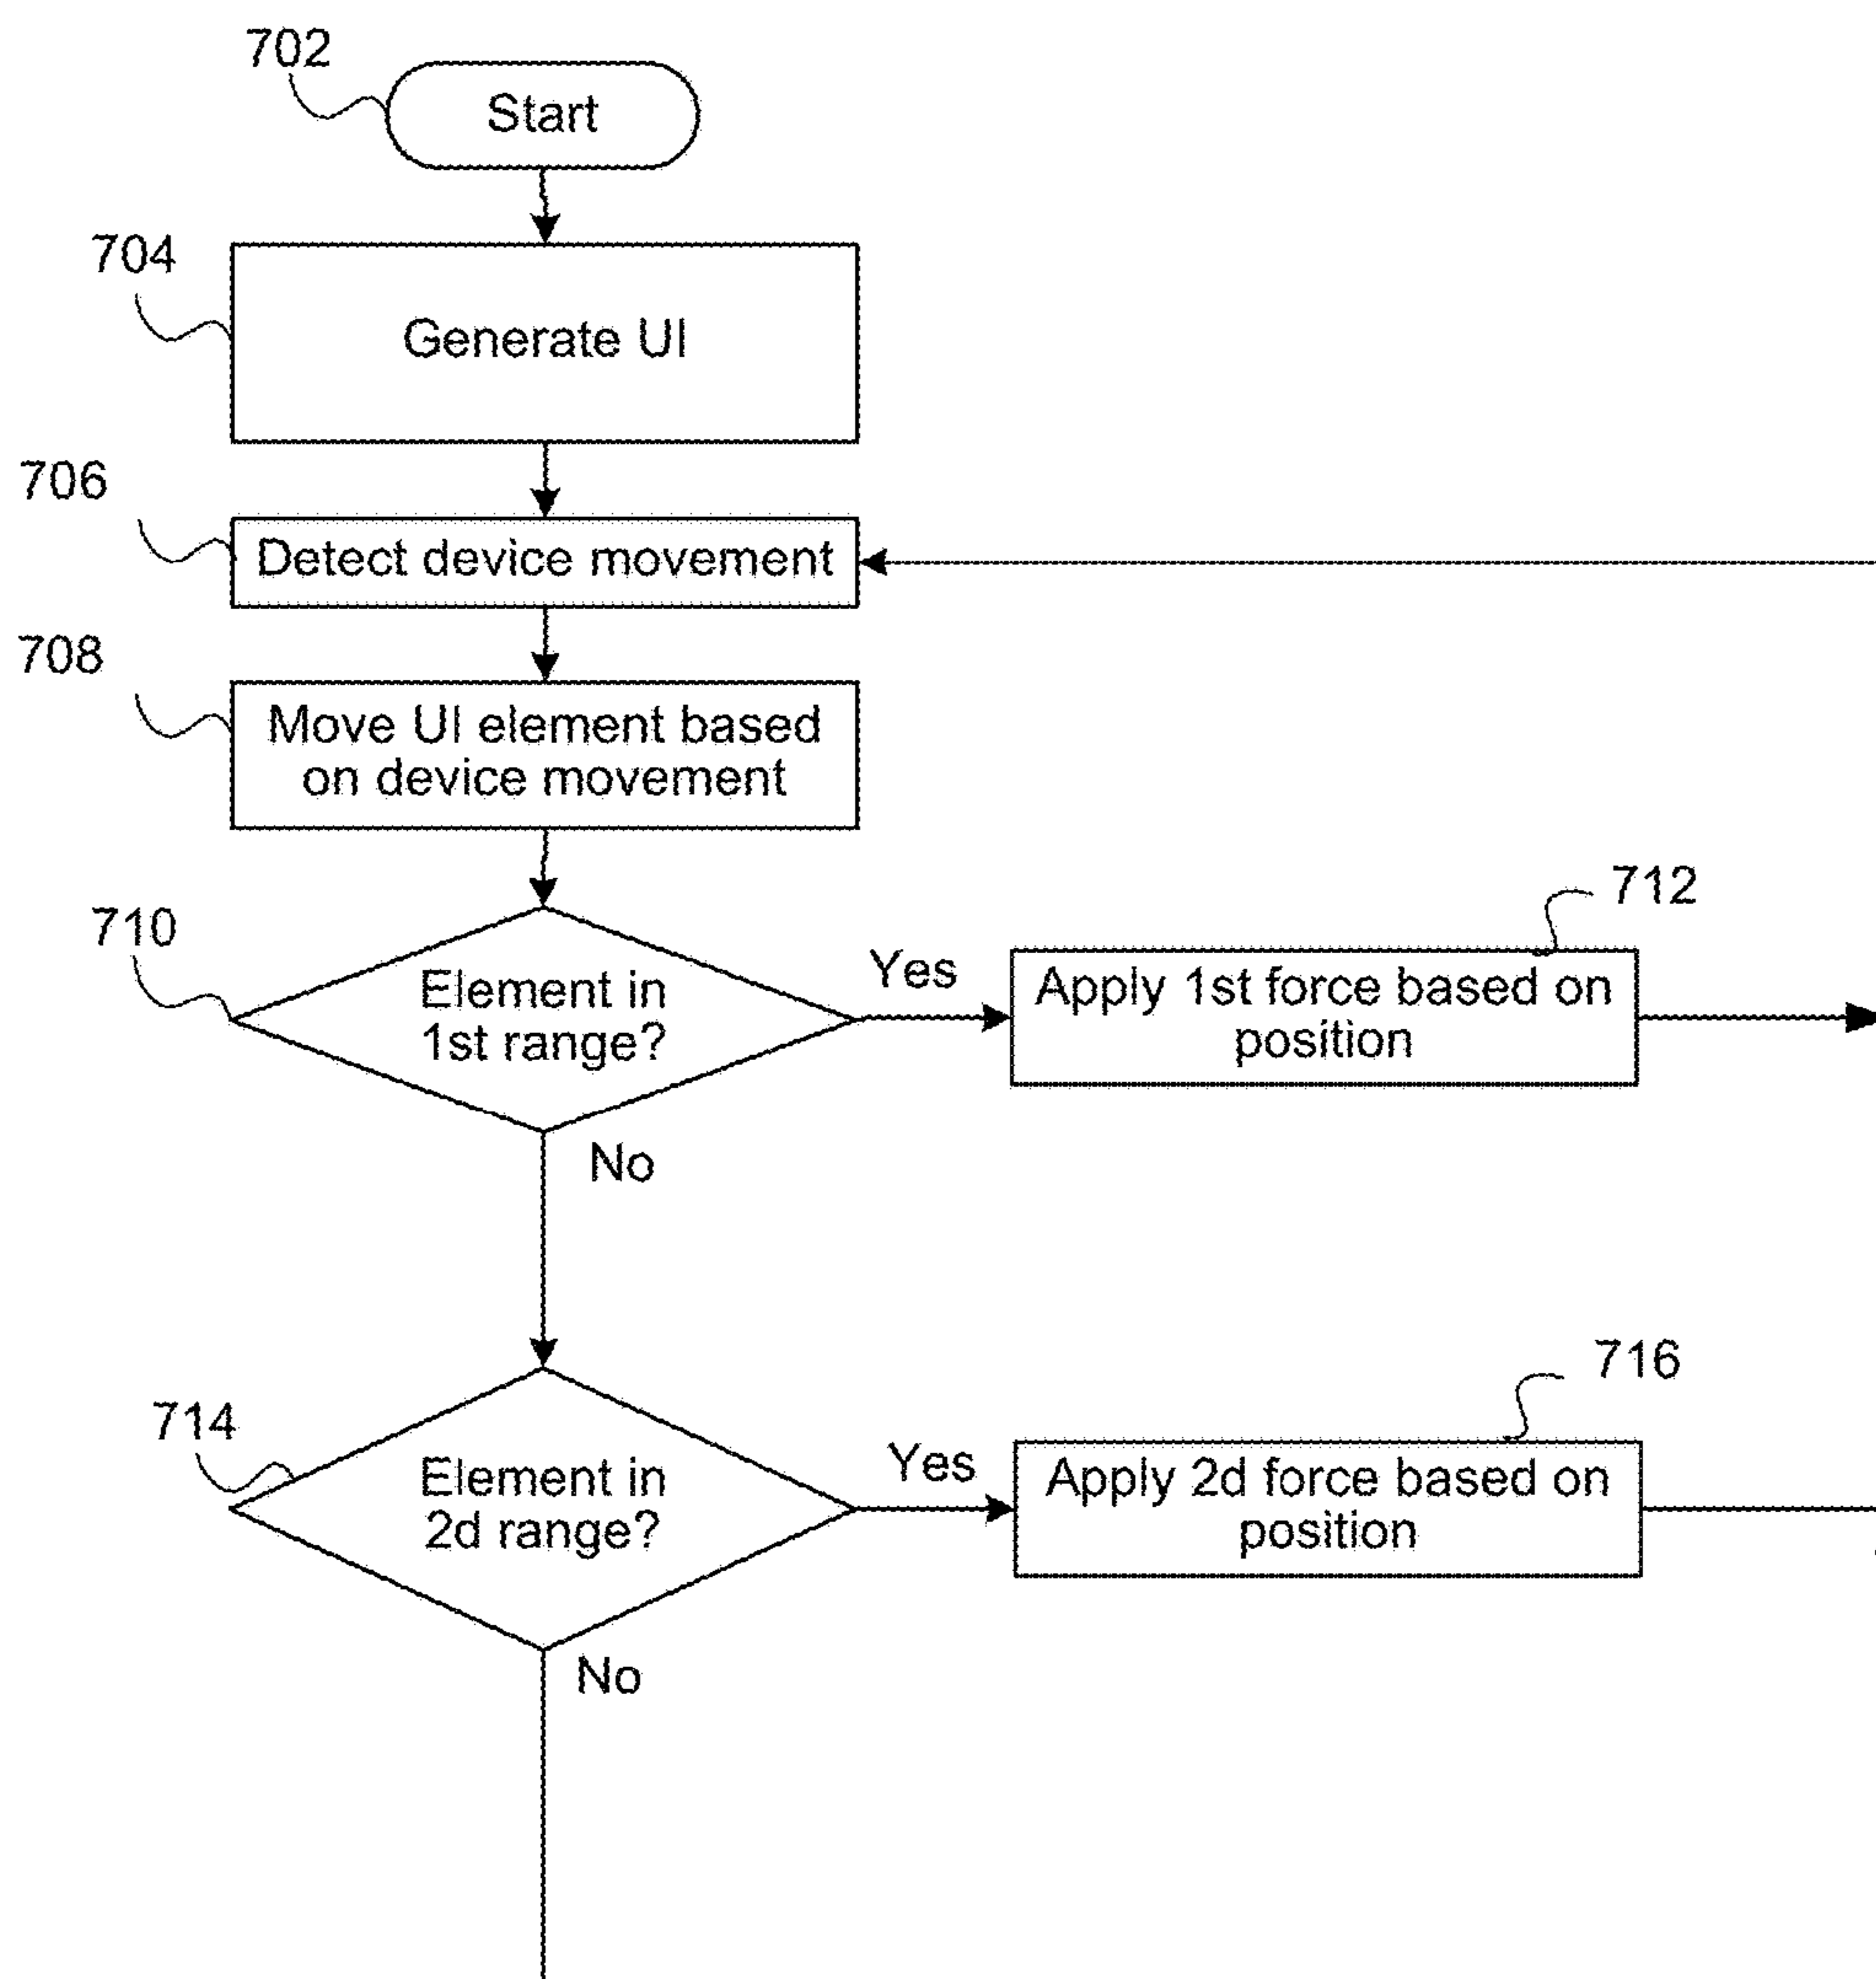 702
Start
704
Generate UI
706
Detect device movement
708
Move UI element based
on device movement
710
Element in
1st range?
Yes
712
Apply 1st force based on
position
No
714
Element in
2d range?
Yes
716
Apply 2d force based on
position
No